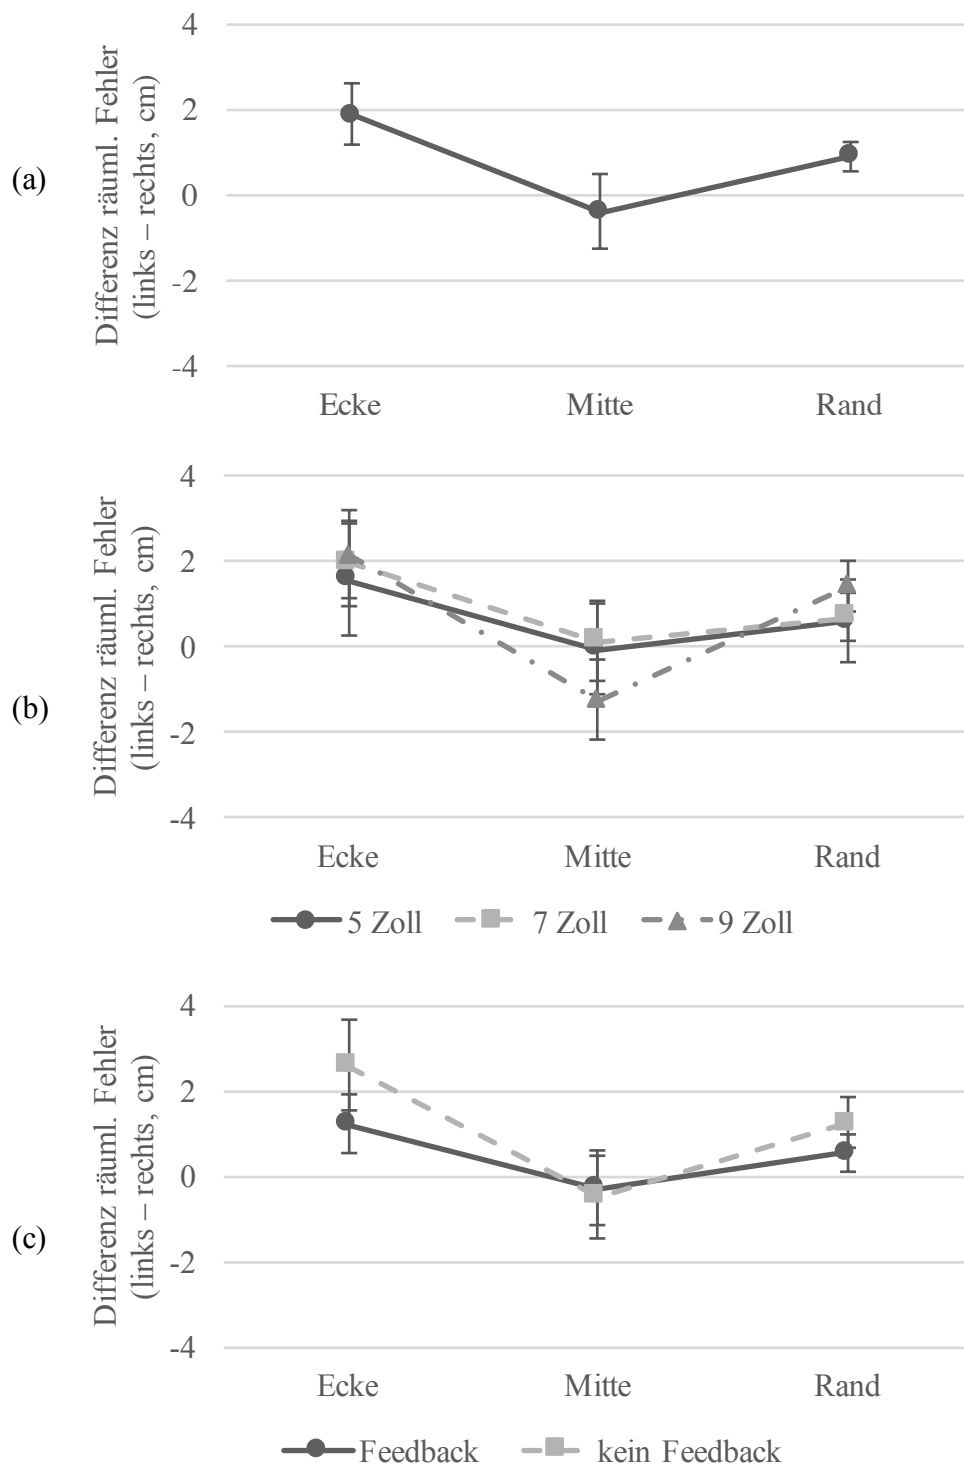 (a)
Differenz räuml. Fehler
(links – rechts, cm)
4
2
0
-2
-4
Ecke Mitte Rand
(b)
Differenz räuml. Fehler
(links – rechts, cm)
4
2
0
-2
-4
Ecke Mitte Rand
5 Zoll 7 Zoll 9 Zoll
(c)
Differenz räuml. Fehler
(links – rechts, cm)
4
2
0
-2
-4
Ecke Mitte Rand
Feedback kein Feedback